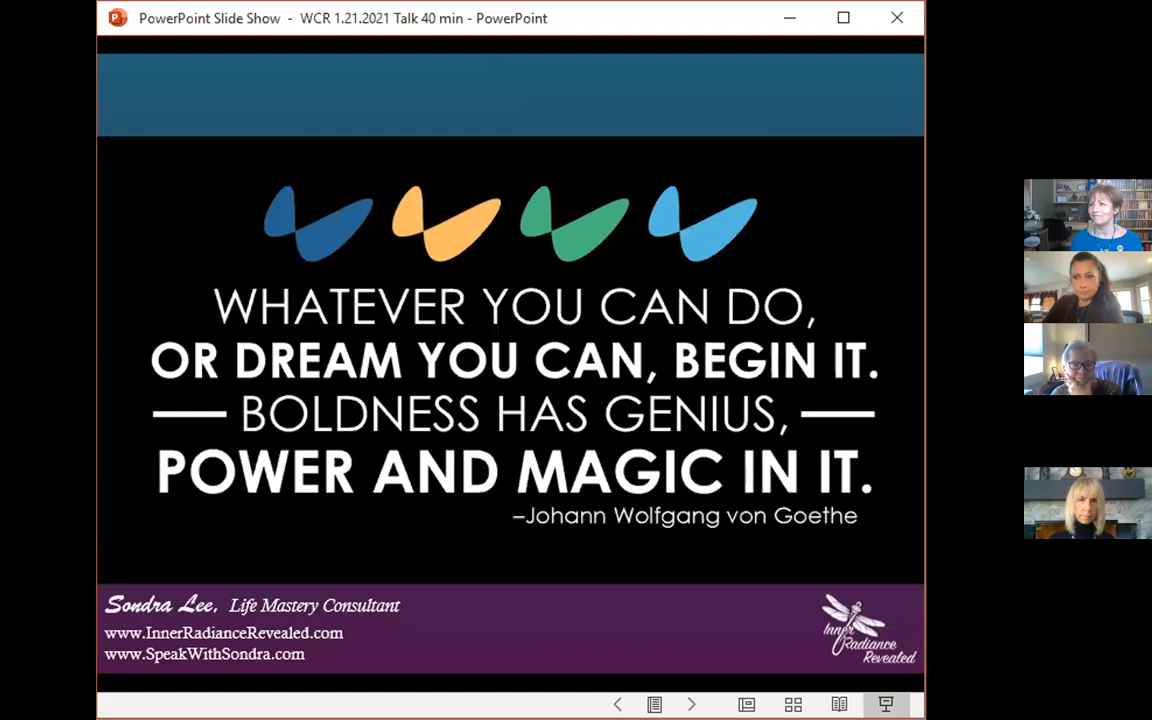 PowerPoint Slide Show - WCR 1.21.2021 Talk 40 min - PowerPoint
WHATEVER YOU CAN DO,
OR DREAM YOU CAN, BEGIN IT.
BOLDNESS HAS GENIUS,
POWER AND MAGIC IN IT.
–Johann Wolfgang von Goethe
Sondra Lee, Life Mastery Consultant
www.InnerRadianceRevealed.com
www.SpeakWithSondra.com
Inner
Radiance
Revealed